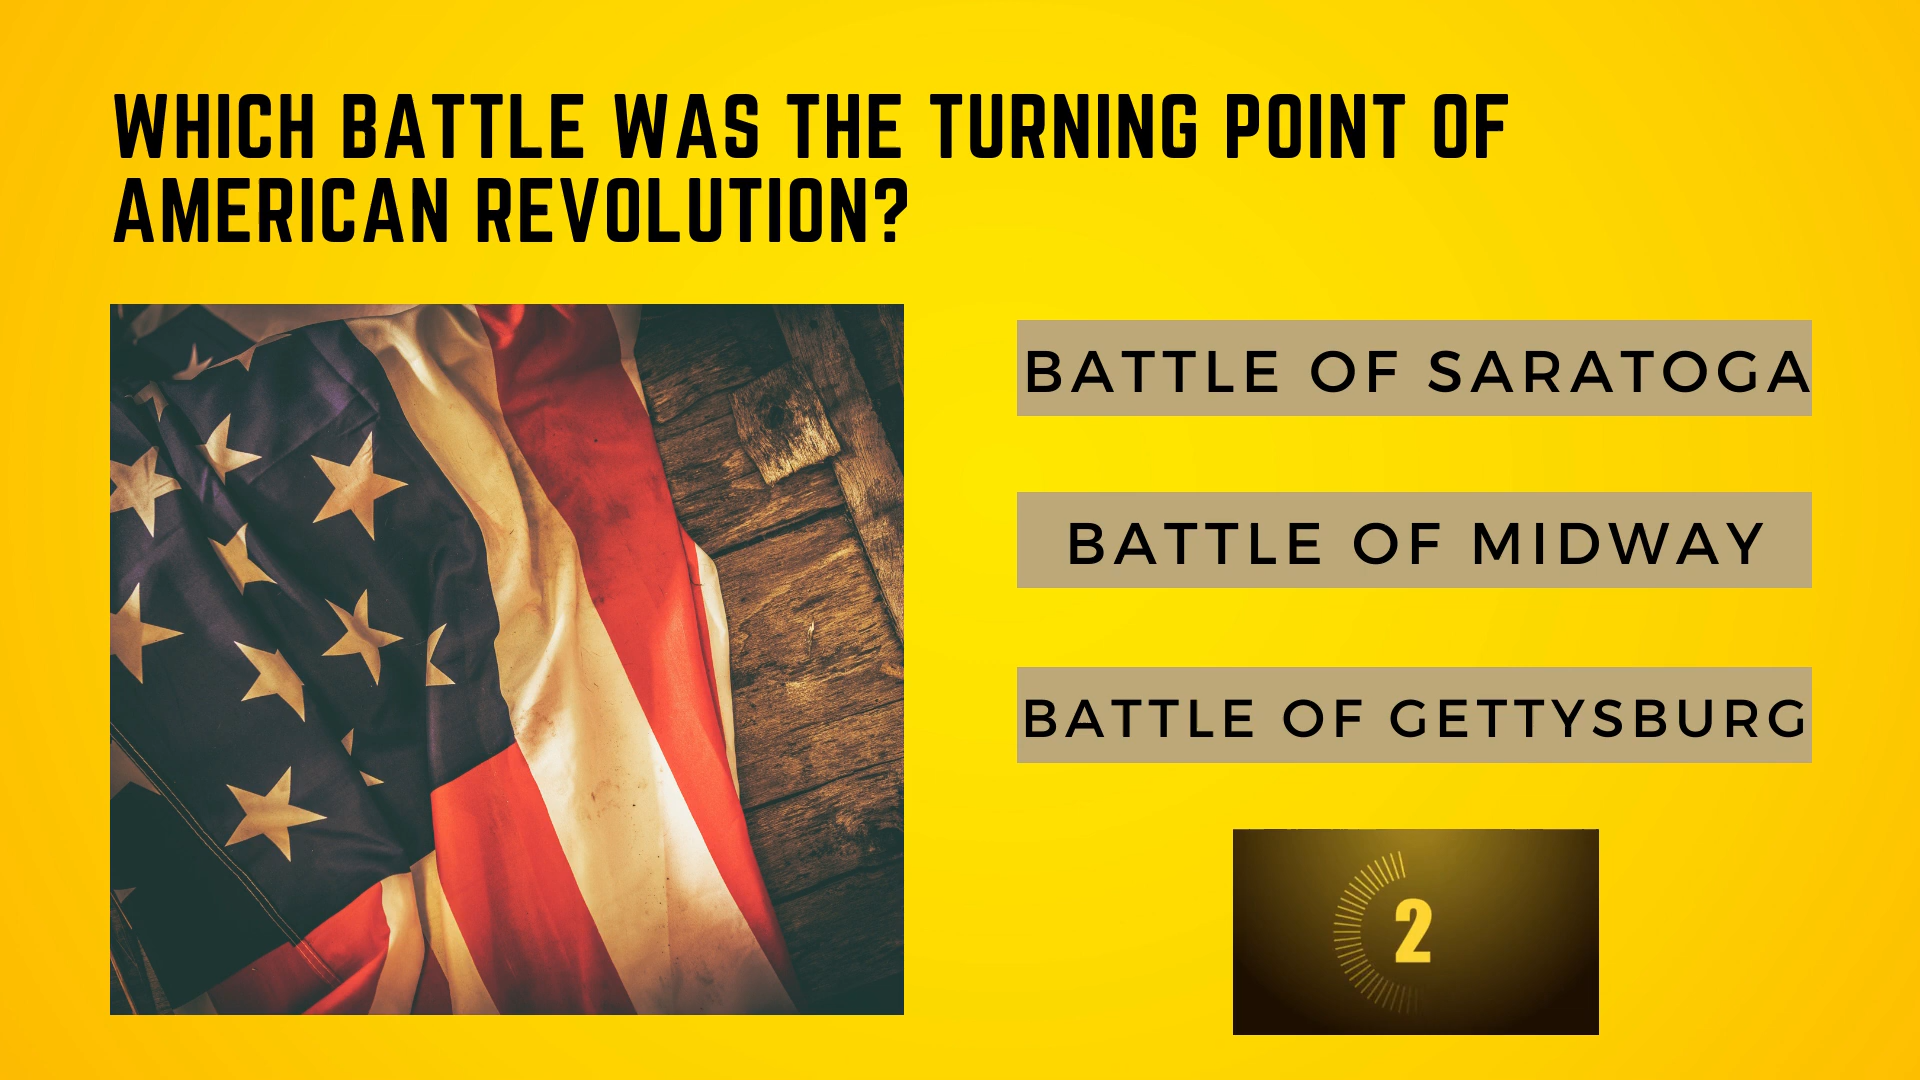 WHICH BATTLE WAS THE TURNING POINT OF
AMERICAN REVOLUTION?
BATTLE OF SARATOGA
BATTLE OF MIDWAY
BATTLE OF GETTYSBURG
2